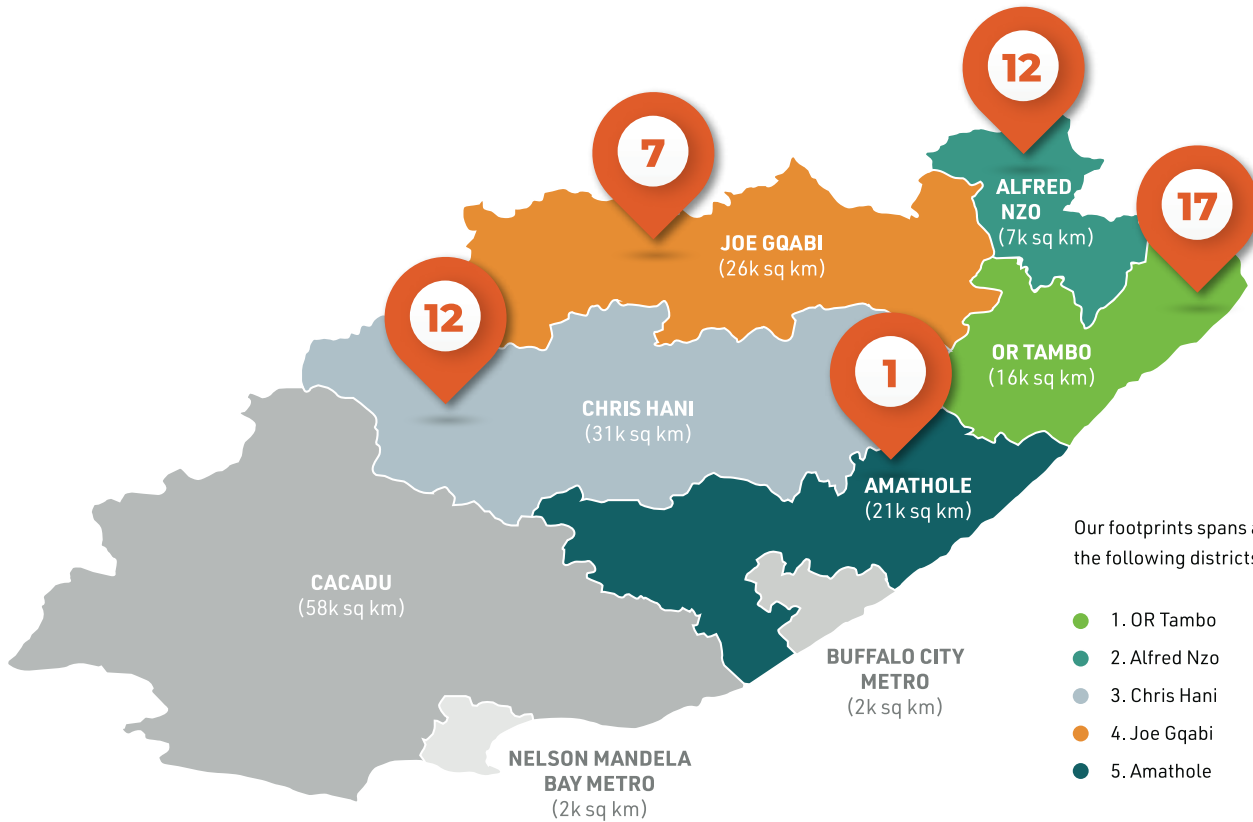 12
7
ALFRED
NZO
(7k sq km)
17
JOE GQABI
(26k sq km)
12
1
OR TAMBO
(16k sq km)
CHRIS HANI
(31k sq km)
AMATHOLE
(21k sq km)
CACADU
(58k sq km)
BUFFALO CITY
METRO
(2k sq km)
NELSON MANDELA
BAY METRO
(2k sq km)
Our footprints spans
the following districts
1. OR Tambo
2. Alfred Nzo
3. Chris Hani
4. Joe Gqabi
5. Amathole